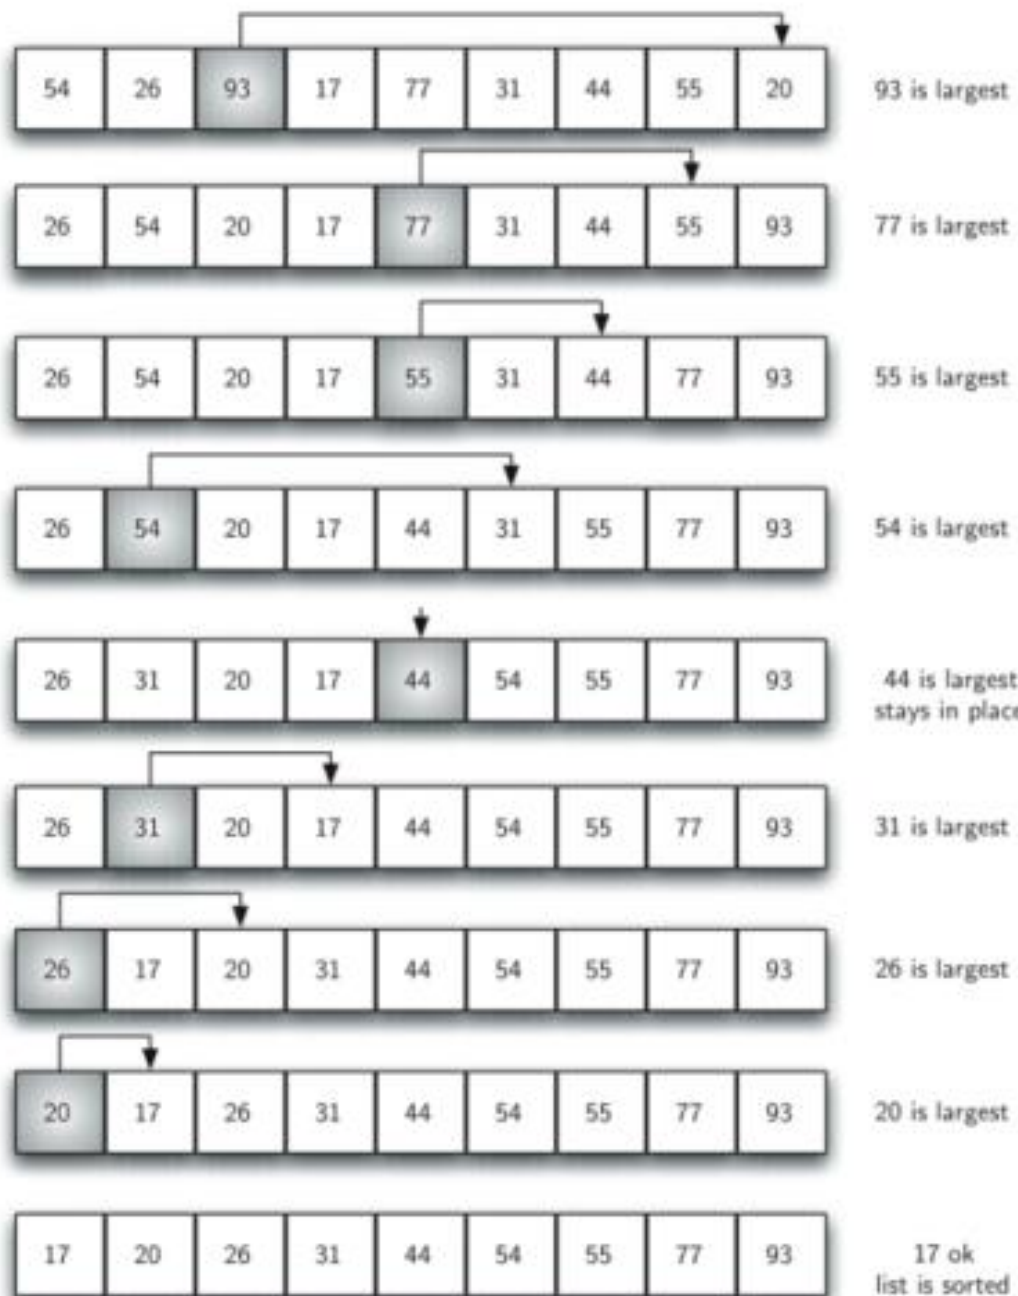 54 26 93 17 77 31 44 55 20 93 is largest
26 54 20 17 77 31 44 55 93 77 is largest
26 54 20 17 55 31 44 77 93 55 is largest
26 54 20 17 44 31 55 77 93 54 is largest
26 31 20 17 44 54 55 77 93 44 is largest
stays in place
26 31 20 17 44 54 55 77 93 31 is largest
26 17 20 31 44 54 55 77 93 26 is largest
20 17 26 31 44 54 55 77 93 20 is largest
17 20 26 31 44 54 55 77 93 17 ok
list is sorted